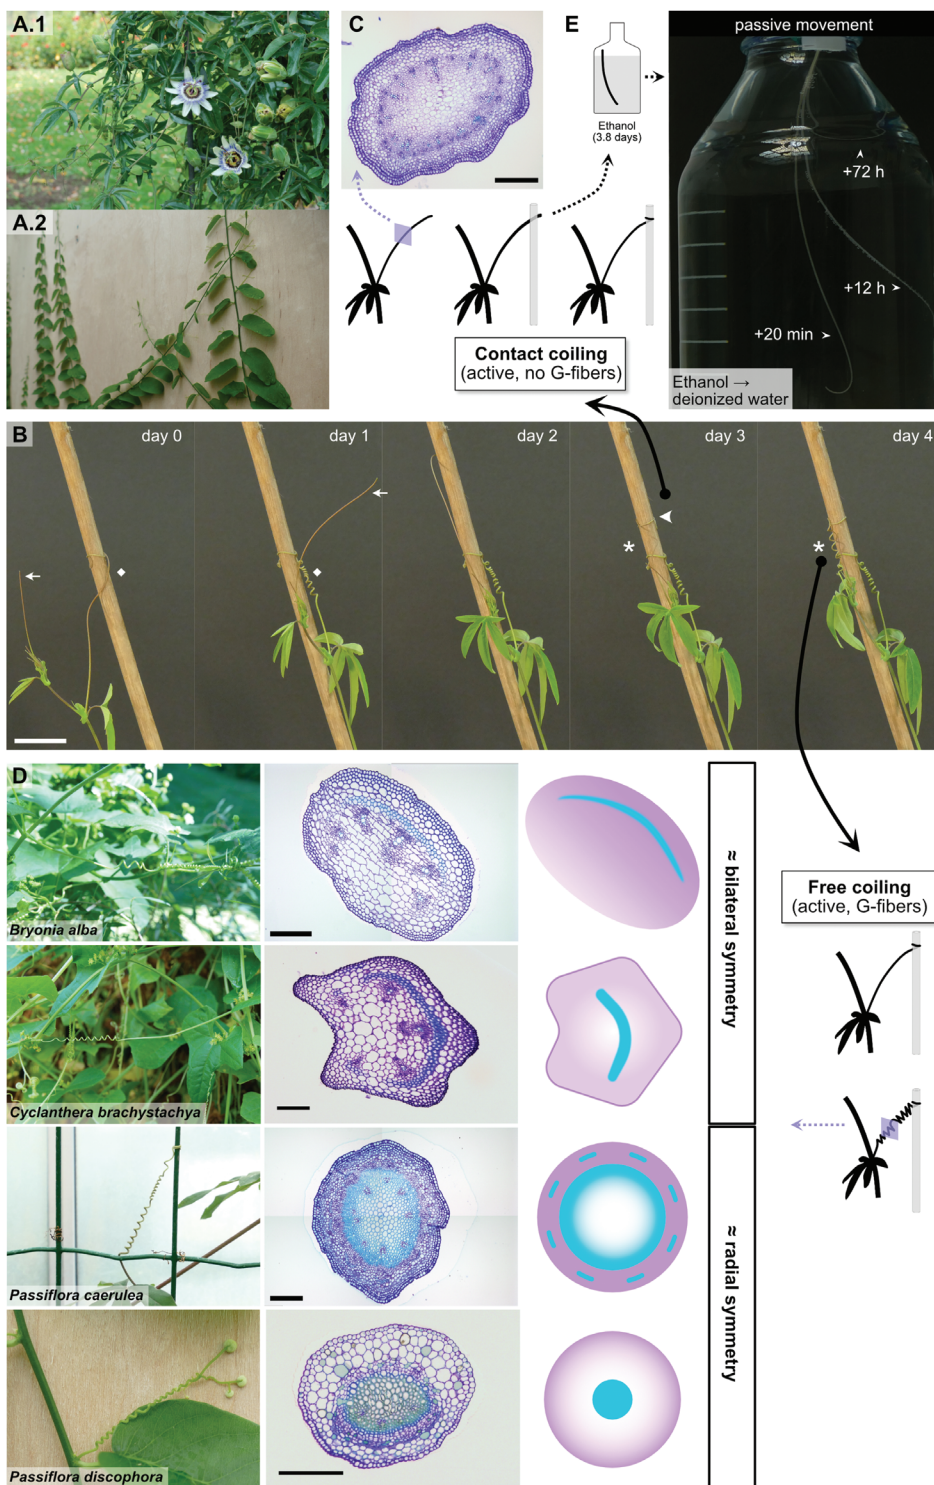 A.1
A.2
C
E
Ethanol
(3.8 days)
passive movement
+72 h
+12 h
+20 min
Ethanol →
deionized water
Contact coiling
(active, no G-fibers)
B
day 0
day 1
day 2
day 3
day 4
*
*
D
Bryonia alba
Cyclanthera brachystachya
Passiflora caerulea
Passiflora discophora
≈ bilateral symmetry
≈ radial symmetry
Free coiling
(active, G-fibers)